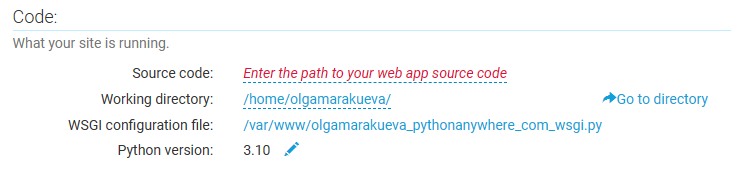 Code:
What your site is running.
Source code: Enter the path to your web app source code
Working directory: /home/olgamarakueva/ Go to directory
WSGI configuration file: /var/www/olgamarakueva_pythonanywhere_com_wsgi.py
Python version: 3.10